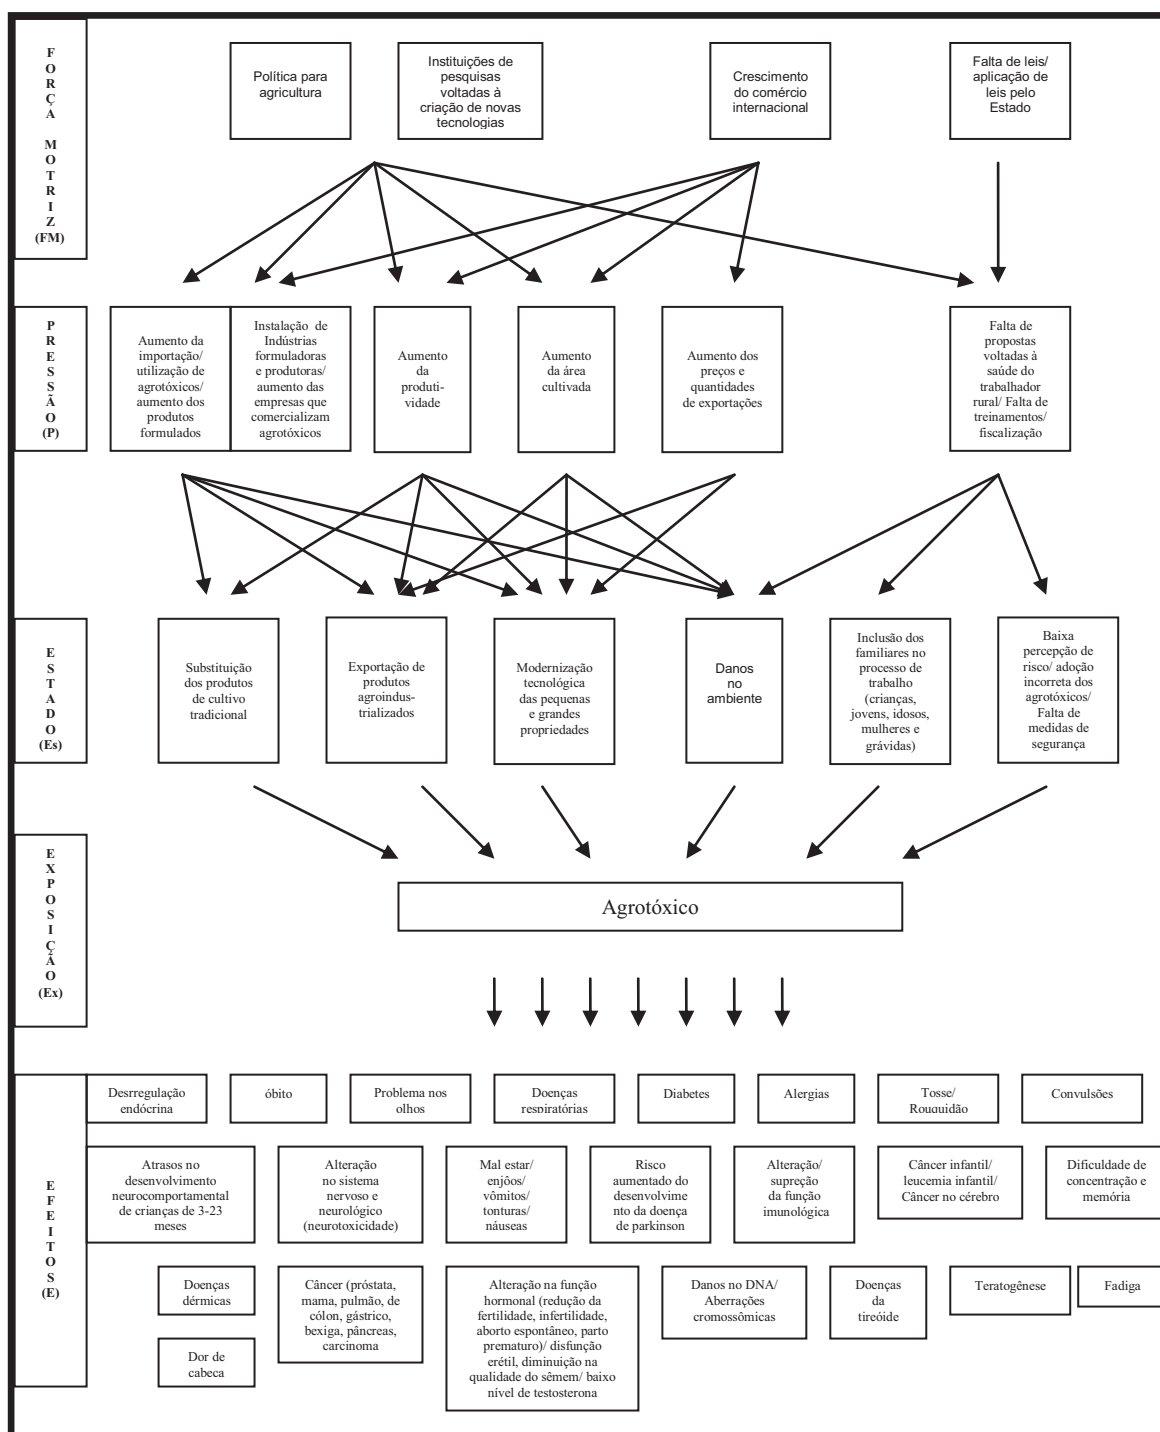 FORÇA MOTRIZ
(FM)
Política para
agricultura
Instituições de
pesquisas
voltadas à
criação de novas
tecnologias
Crescimento
do comércio
internacional
Falta de leis/
aplicação de
leis pelo
Estado
PRESSÃO
(P)
Aumento da
importação/
utilização de
agrotóxicos/
aumento dos
produtos
formulados
Instalação de
Indústrias
formuladoras
e produtoras/
aumento das
empresas que
comercializam
agrotóxicos
Aumento
da
produti-
vidade
Aumento
da área
cultivada
Aumento dos
preços e
quantidades
de exportações
Falta de
propostas
voltadas à
saúde do
trabalhador
rural/ Falta de
treinamentos/
fiscalização
ESTADO
(Es)
Substituição
dos produtos
de cultivo
tradicional
Exportação de
produtos
agroindus-
trializados
Modernização
tecnológica
das pequenas
e grandes
propriedades
Danos
no
ambiente
Inclusão dos
familiares no
processo de
trabalho
(crianças,
jovens, idosos,
mulheres e
grávidas)
Baixa
percepção de
risco/ adoção
incorreta dos
agrotóxicos/
Falta de
medidas de
segurança
EXPOSIÇÃO
(Ex)
Agrotóxico
EFEITOS
(E)
Desrregulação
endócrina
óbito
Problema nos
olhos
Doenças
respiratórias
Diabetes
Alergias
Tosse/
Rouquidão
Convulsões
Atrasos no
desenvolvimento
neurocomportamental
de crianças de 3-23
meses
Alteração
no sistema
nervoso e
neurológico
(neurotoxicidade)
Mal estar/
enjôos/
vômitos/
tonturas/
náuseas
Risco
aumentado do
desenvolvime
nto da doença
de parkinson
Alteração/
supreção
da função
imunológica
Câncer infantil/
leucemia infantil/
Câncer no cérebro
Dificuldade de
concentração e
memória
Doenças
dérmicas
Câncer (próstata,
mama, pulmão, de
cólon, gástrico,
bexiga, pâncreas,
carcinoma
Alteração na função
hormonal (redução da
fertilidade, infertilidade,
aborto espontâneo, parto
prematuro)/ disfunção
erétil, diminuição na
qualidade do sêmem/ baixo
nível de testosterona
Danos no DNA/
Aberrações
cromossômicas
Doenças
da
tireóide
Teratogênese
Fadiga
Dor de
cabeca